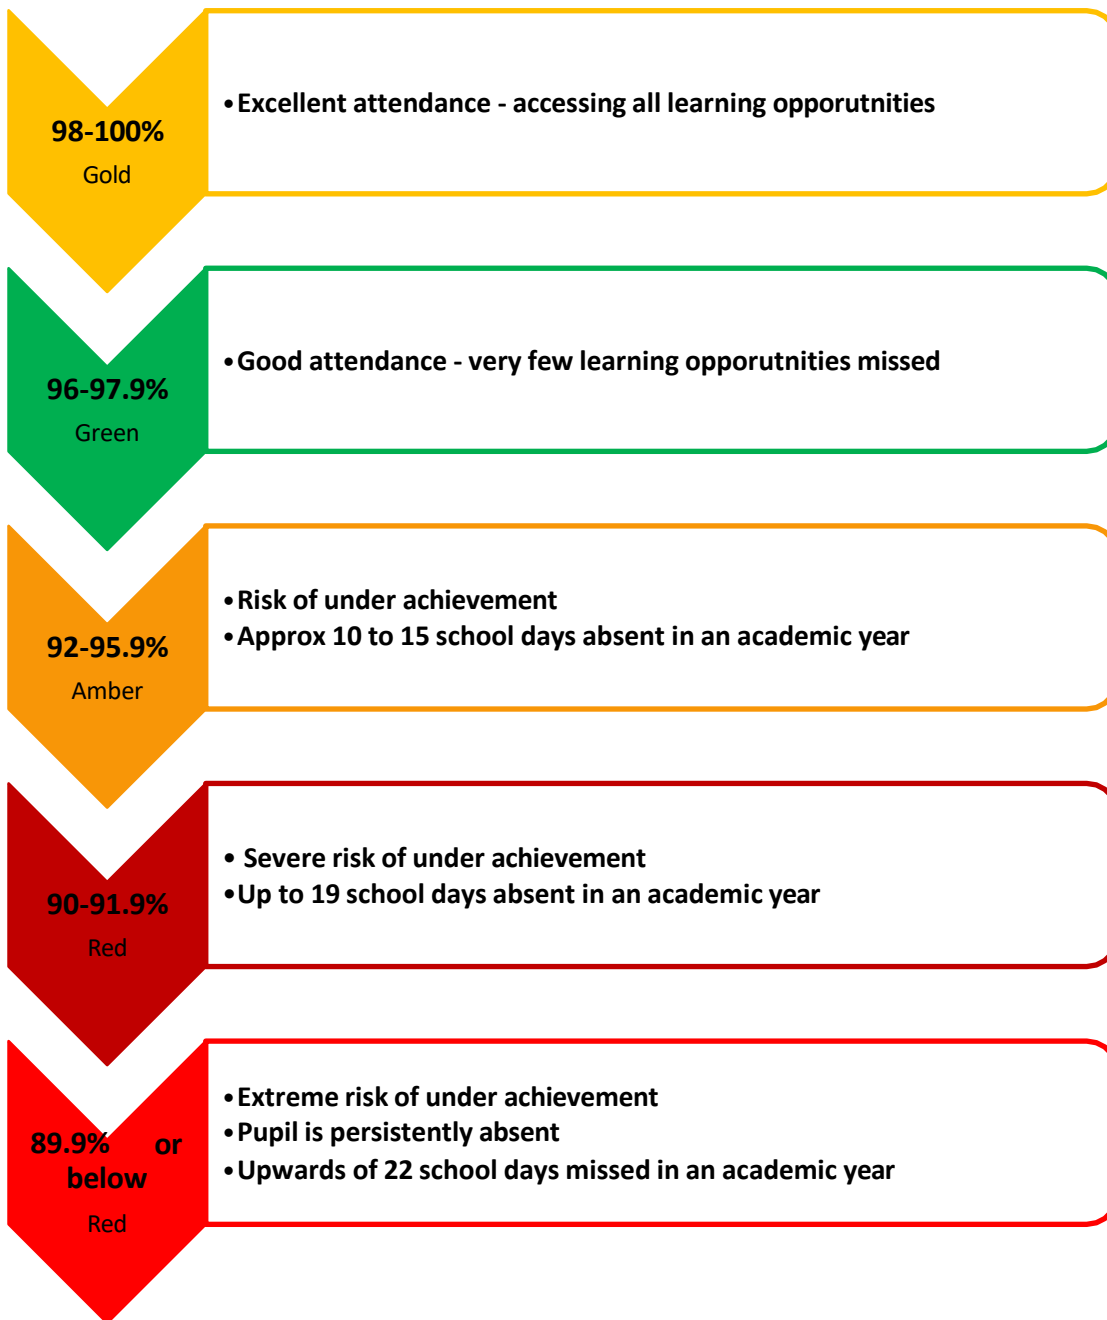 98-100%
Gold
•Excellent attendance - accessing all learning opporutnities
96-97.9%
Green
•Good attendance - very few learning opporutnities missed
92-95.9%
Amber
•Risk of under achievement
•Approx 10 to 15 school days absent in an academic year
90-91.9%
Red
• Severe risk of under achievement
•Up to 19 school days absent in an academic year
89.9% or
below
Red
•Extreme risk of under achievement
•Pupil is persistently absent
•Upwards of 22 school days missed in an academic year